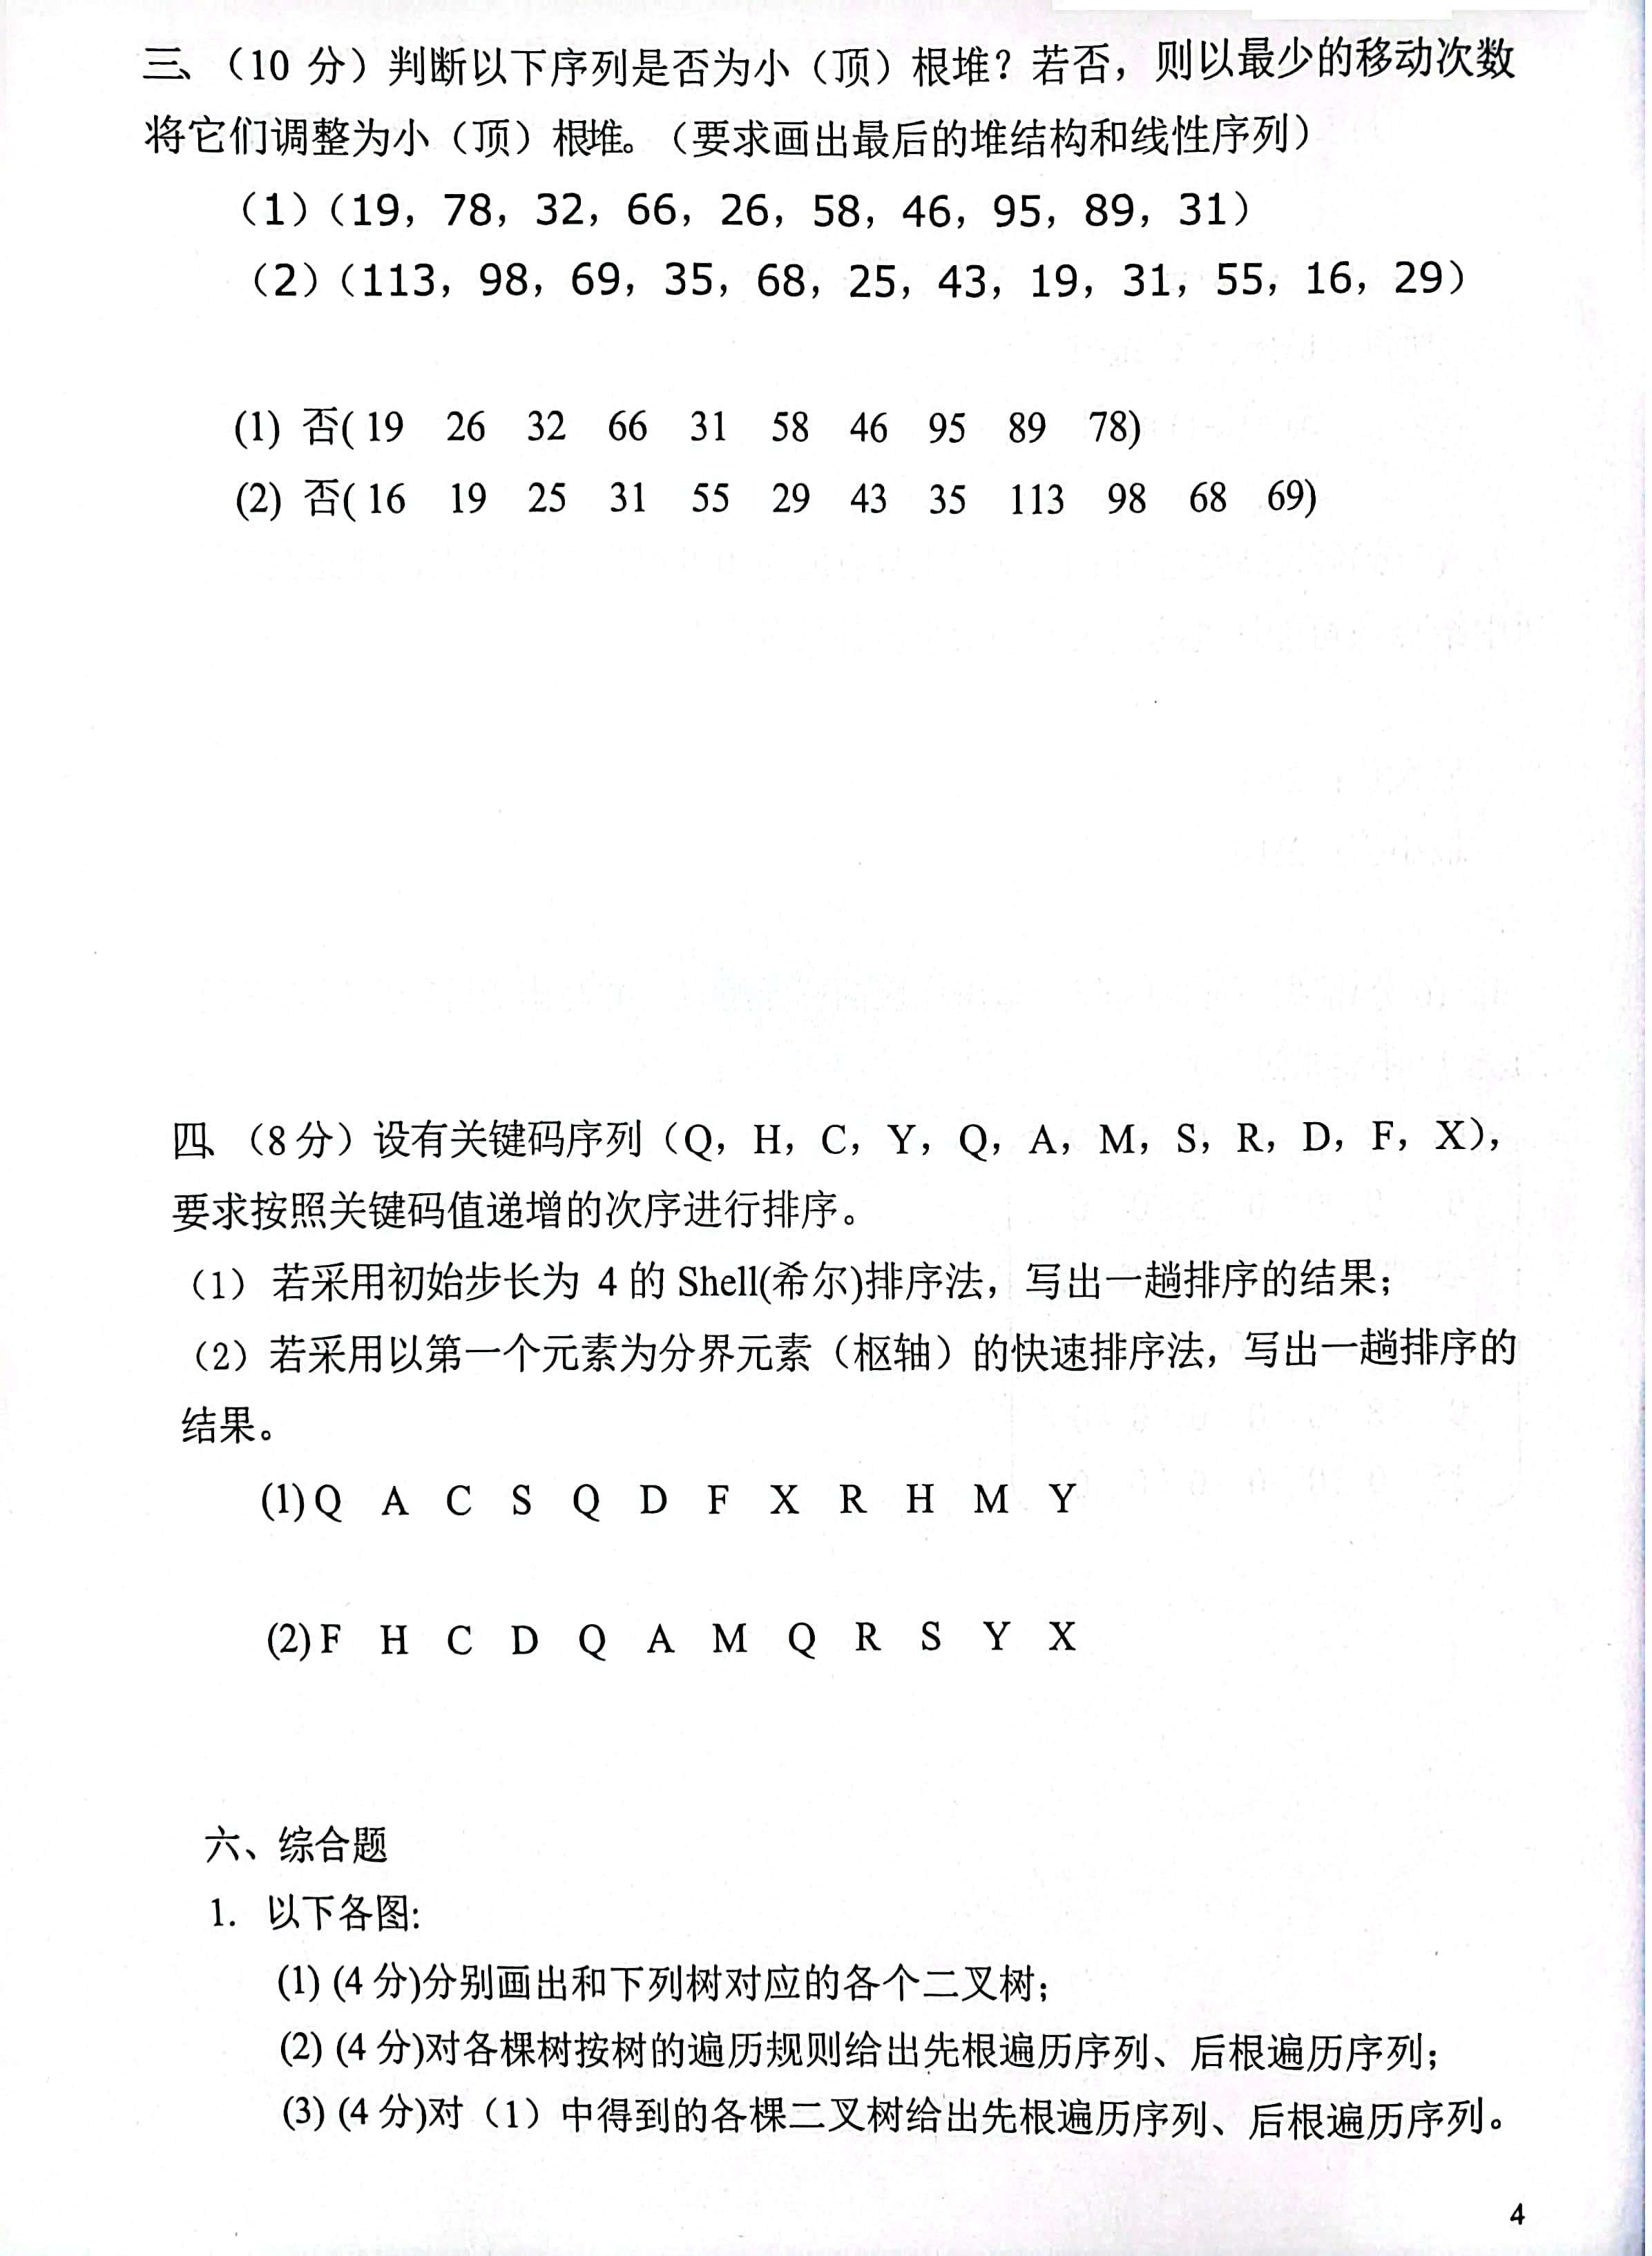 三、（10 分）判断以下序列是否为小（顶）根堆？若否，则以最少的移动次数
将它们调整为小（顶）根堆。（要求画出最后的堆结构和线性序列）
（1）（19，78，32，66，26，58，46，95，89，31）
（2）（113，98，69，35，68，25，43，19，31，55，16，29）
(1) 否( 19 26 32 66 31 58 46 95 89 78)
(2) 否( 16 19 25 31 55 29 43 35 113 98 68 69)
四、（8 分）设有关键码序列（Q，H，C，Y，Q，A，M，S，R，D，F，X），
要求按照关键码值递增的次序进行排序。
（1） 若采用初始步长为 4 的 Shell(希尔)排序法，写出一趟排序的结果；
（2）若采用以第一个元素为分界元素（枢轴）的快速排序法，写出一趟排序的
结果。
(1) Q A C S Q D F X R H M Y
(2) F H C D Q A M Q R S Y X
六、综合题
1. 以下各图:
(1) (4 分)分别画出和下列树对应的各个二叉树；
(2) (4 分)对各棵树按树的遍历规则给出先根遍历序列、后根遍历序列；
(3) (4 分)对（1）中得到的各棵二叉树给出先根遍历序列、后根遍历序列。
4